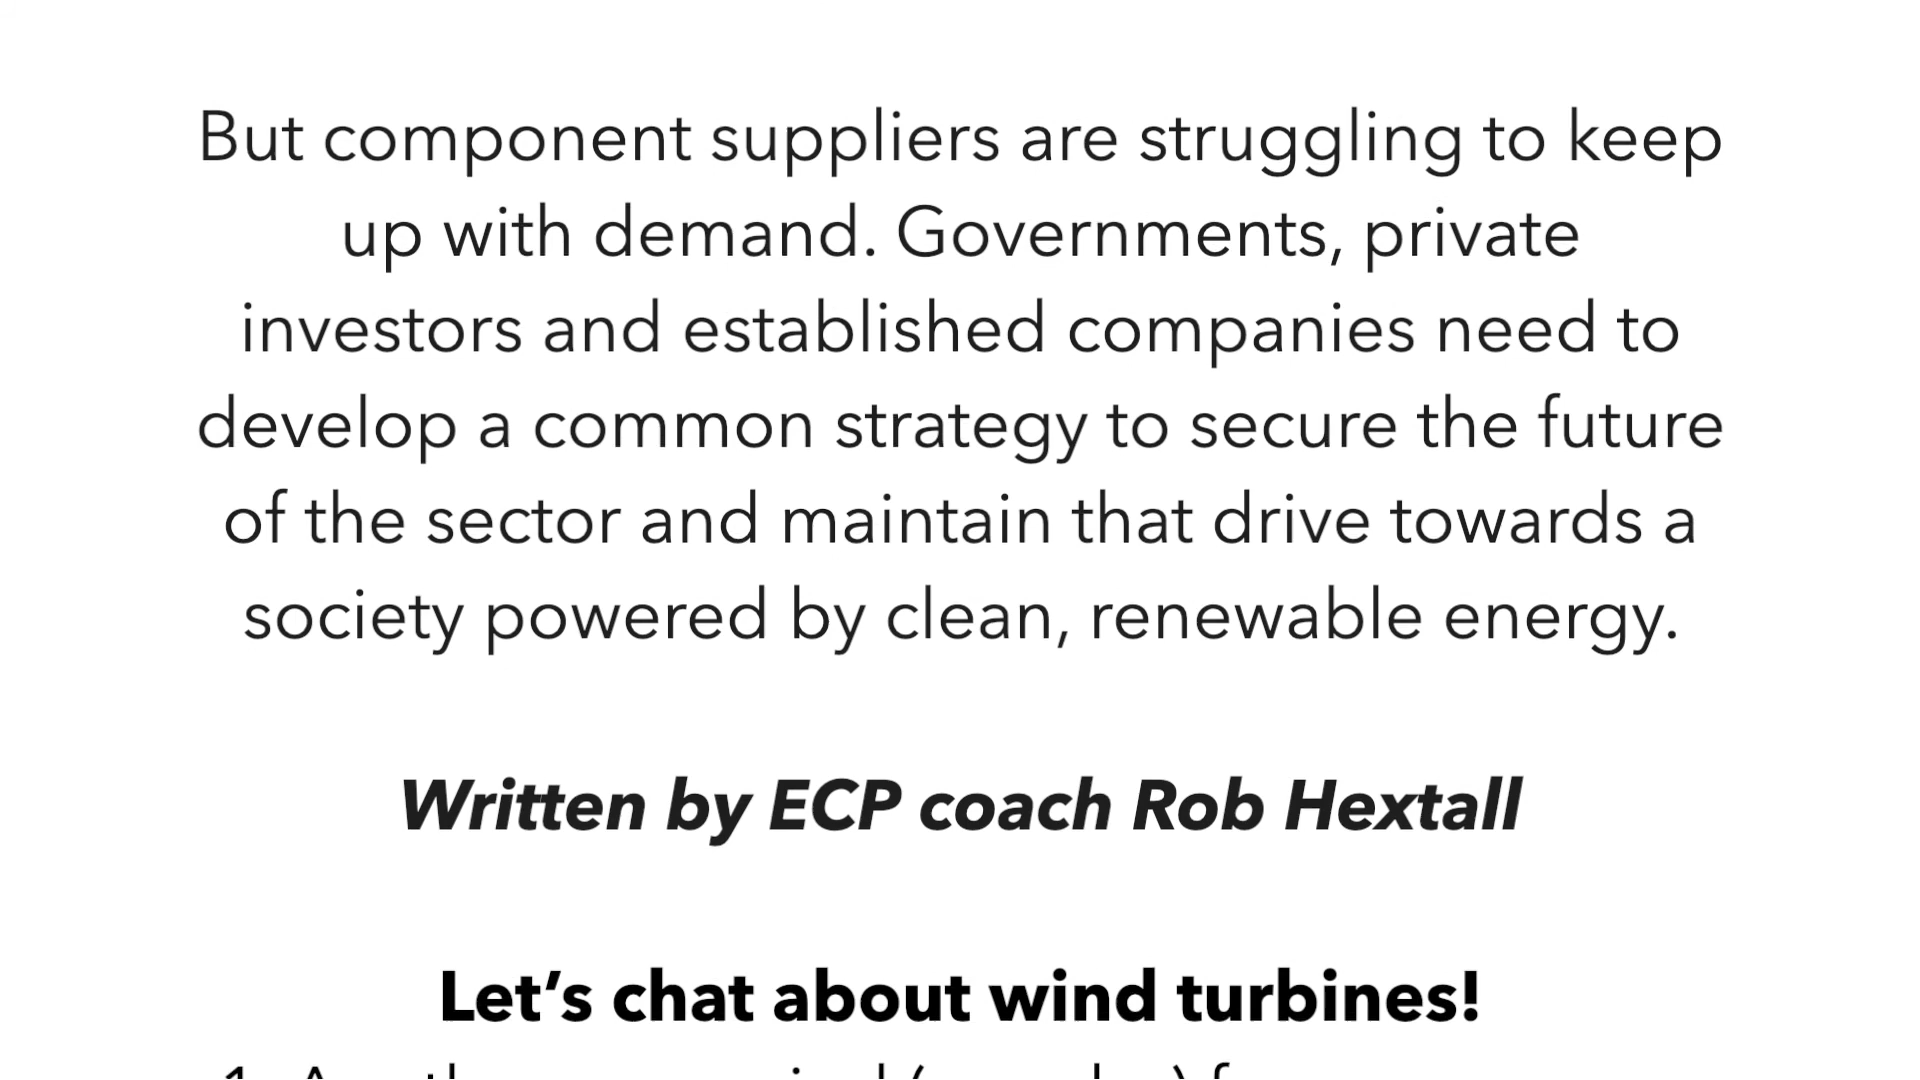 But component suppliers are struggling to keep
up with demand. Governments, private
investors and established companies need to
develop a common strategy to secure the future
of the sector and maintain that drive towards a
society powered by clean, renewable energy.
Written by ECP coach Rob Hextall
Let’s chat about wind turbines!